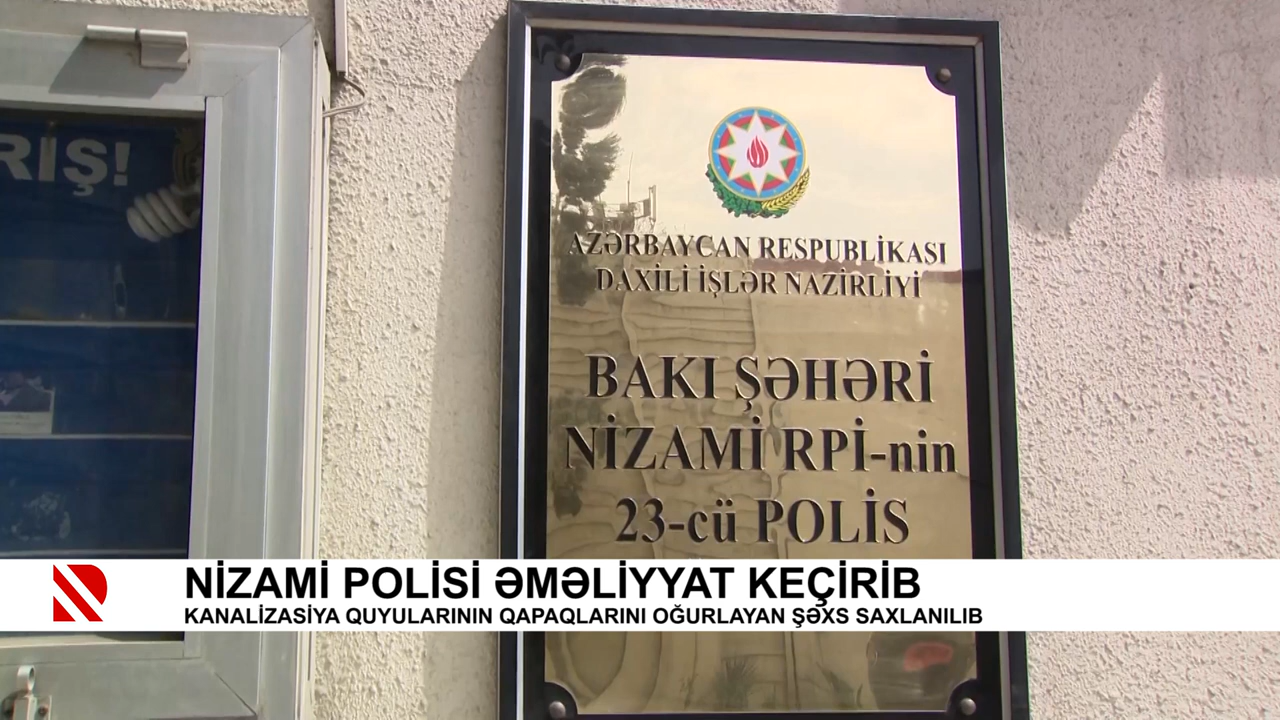 RIŞ!
AZƏRBAYCAN RESPUBLİKASI
DAXİLİ İŞLƏR NAZİRLİYİ
BAKI ŞƏHƏRİ
NİZAMİ RPİ-nin
23-cü POLİS
NİZAMİ POLİSİ ƏMƏLİYYAT KEÇİRİB
KANALİZASİYA QUYULARININ QAPAQLARINI OĞURLAYAN ŞƏXS SAXLANILIB